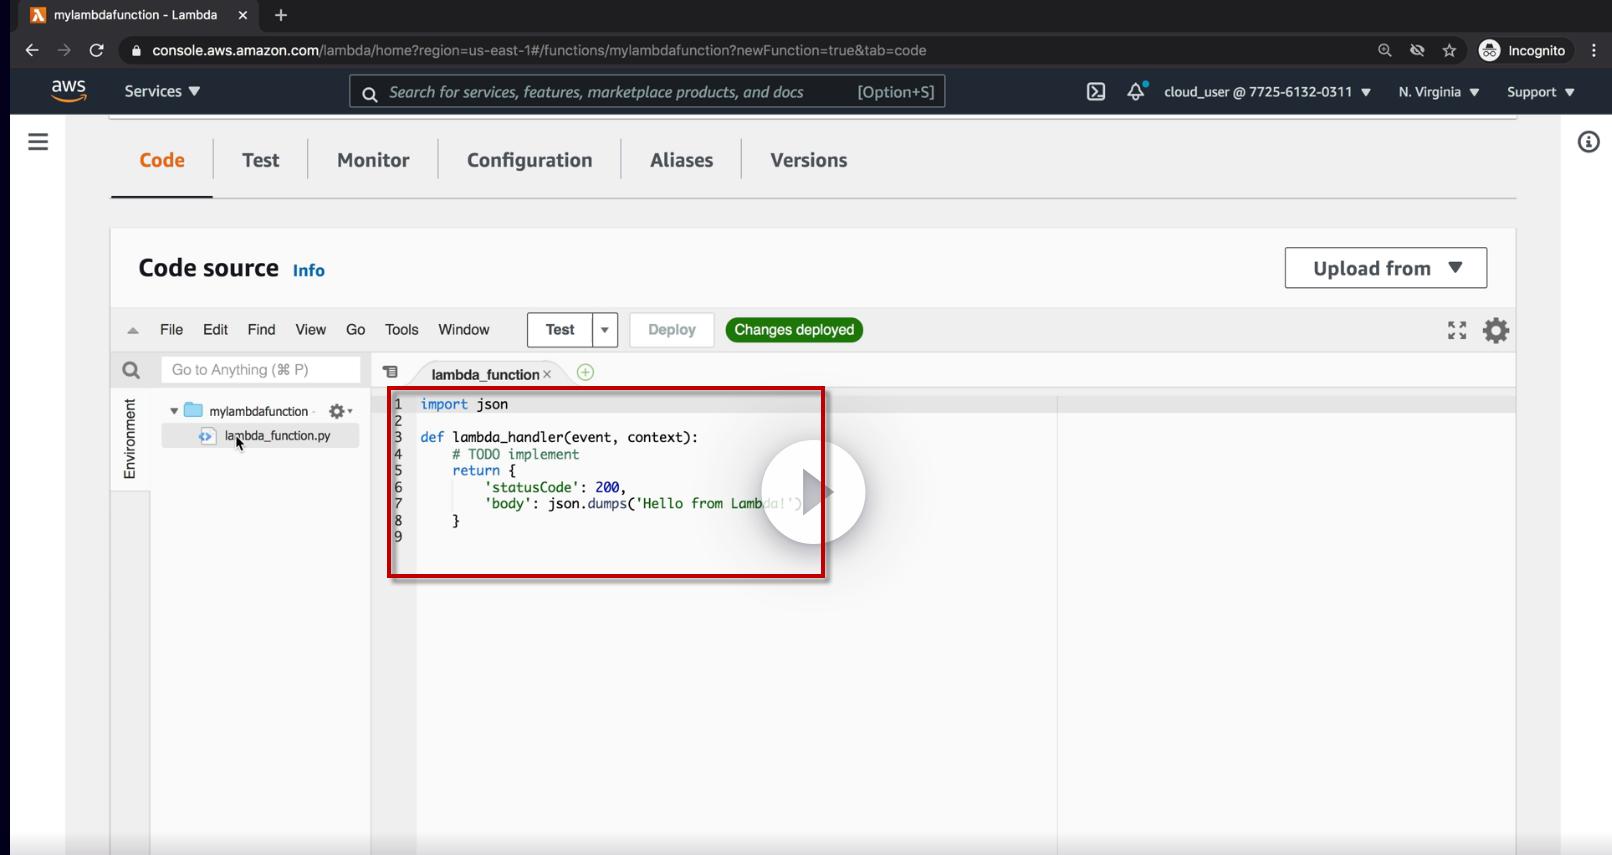 mylambdafunction - Lambda
console.aws.amazon.com/lambda/home?region=us-east-1#/functions/mylambdafunction?newFunction=true&tab=code
Incognito
aws
Services
Search for services, features, marketplace products, and docs
[Option+S]
cloud_user @ 7725-6132-0311
N. Virginia
Support
Code
Test
Monitor
Configuration
Aliases
Versions
Code source
Info
Upload from
File
Edit
Find
View
Go
Tools
Window
Test
Deploy
Changes deployed
Go to Anything (⌘ P)
lambda_function
Environment
mylambdafunction -
lambda_function.py
1 import json
2
3 def lambda_handler(event, context):
4     # TODO implement
5     return {
6         'statusCode': 200,
7         'body': json.dumps('Hello from Lambda!')
8     }
9